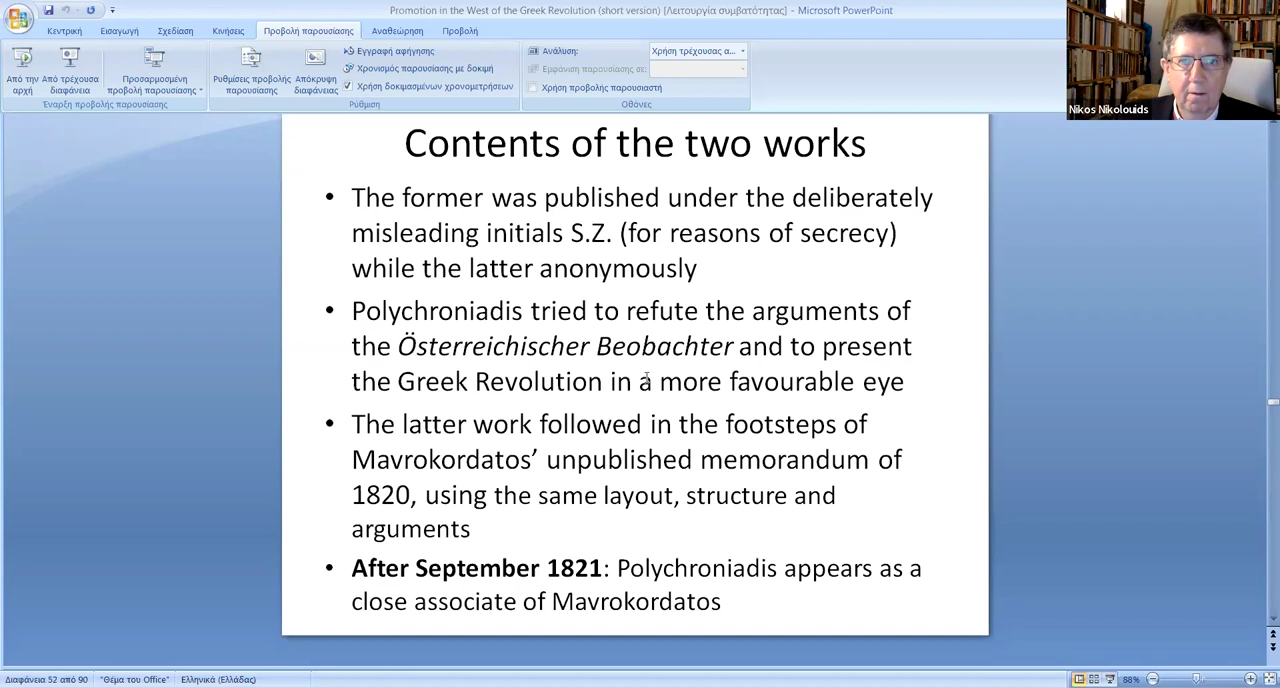 Promotion in the West of the Greek Revolution (short version) [Λειτουργία συμβατότητας] - Microsoft PowerPoint
Κεντρική Εισαγωγή Σχεδίαση Κινήσεις Προβολή παρουσίασης Αναθεώρηση Προβολή
Από την αρχή
Από τρέχουσα διαφάνεια
Προσαρμοσμένη προβολή παρουσίασης
Έναρξη προβολής παρουσίασης
Ρυθμίσεις προβολής παρουσίασης
Απόκρυψη διαφάνειας
Εγγραφή αφήγησης
Χρονισμός παρουσίασης με δοκιμή
Χρήση δοκιμασμένων χρονομετρήσεων
Ρύθμιση
Ανάλυση: Χρήση τρέχουσας α...
Εμφάνιση παρουσίασης σε:
Χρήση προβολής παρουσιαστή
Οθόνες
Nikos Nikolouids
Contents of the two works
• The former was published under the deliberately
misleading initials S.Z. (for reasons of secrecy)
while the latter anonymously
• Polychroniadis tried to refute the arguments of
the Österreichischer Beobachter and to present
the Greek Revolution in a more favourable eye
• The latter work followed in the footsteps of
Mavrokordatos’ unpublished memorandum of
1820, using the same layout, structure and
arguments
• After September 1821: Polychroniadis appears as a
close associate of Mavrokordatos
Διαφάνεια 52 από 90 "Θέμα του Office" Ελληνικά (Ελλάδας) 88%